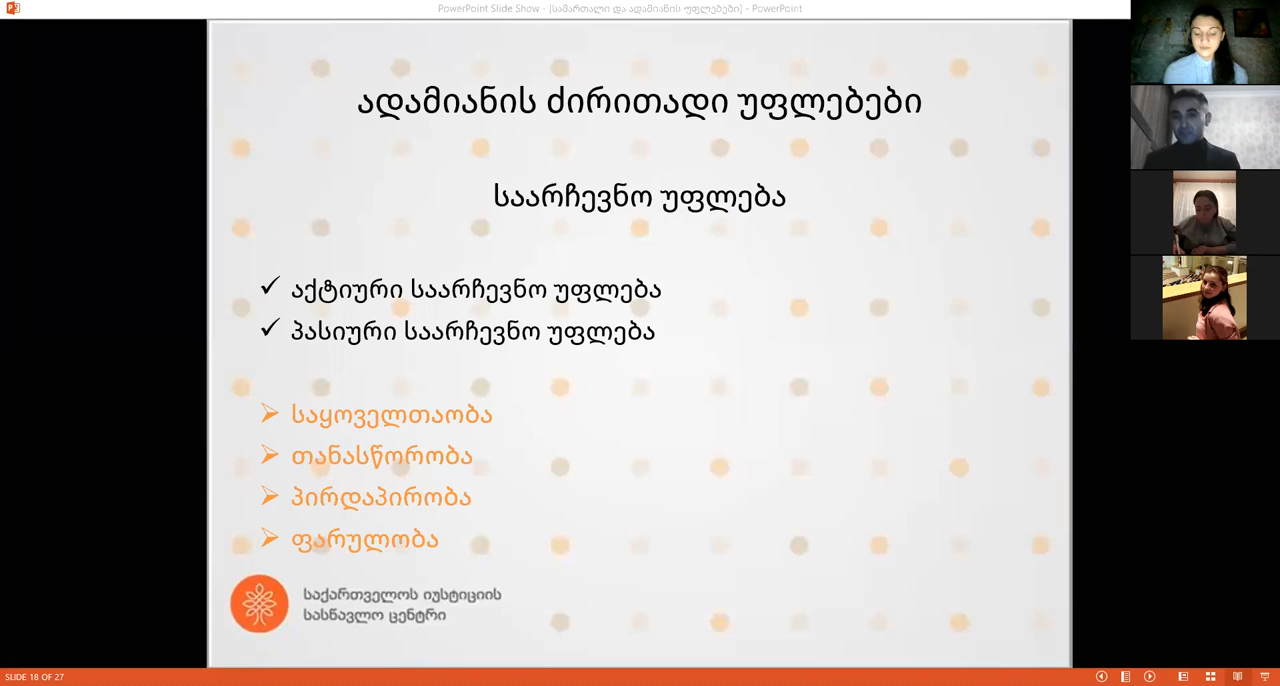 PowerPoint Slide Show - [სამართალი და ადამიანის უფლებები] - PowerPoint
ადამიანის ძირითადი უფლებები
საარჩევნო უფლება
✓ აქტიური საარჩევნო უფლება
✓ პასიური საარჩევნო უფლება
➢ საყოველთაობა
➢ თანასწორობა
➢ პირდაპირობა
➢ ფარულობა
საქართველოს იუსტიციის
სასწავლო ცენტრი
SLIDE 18 OF 27